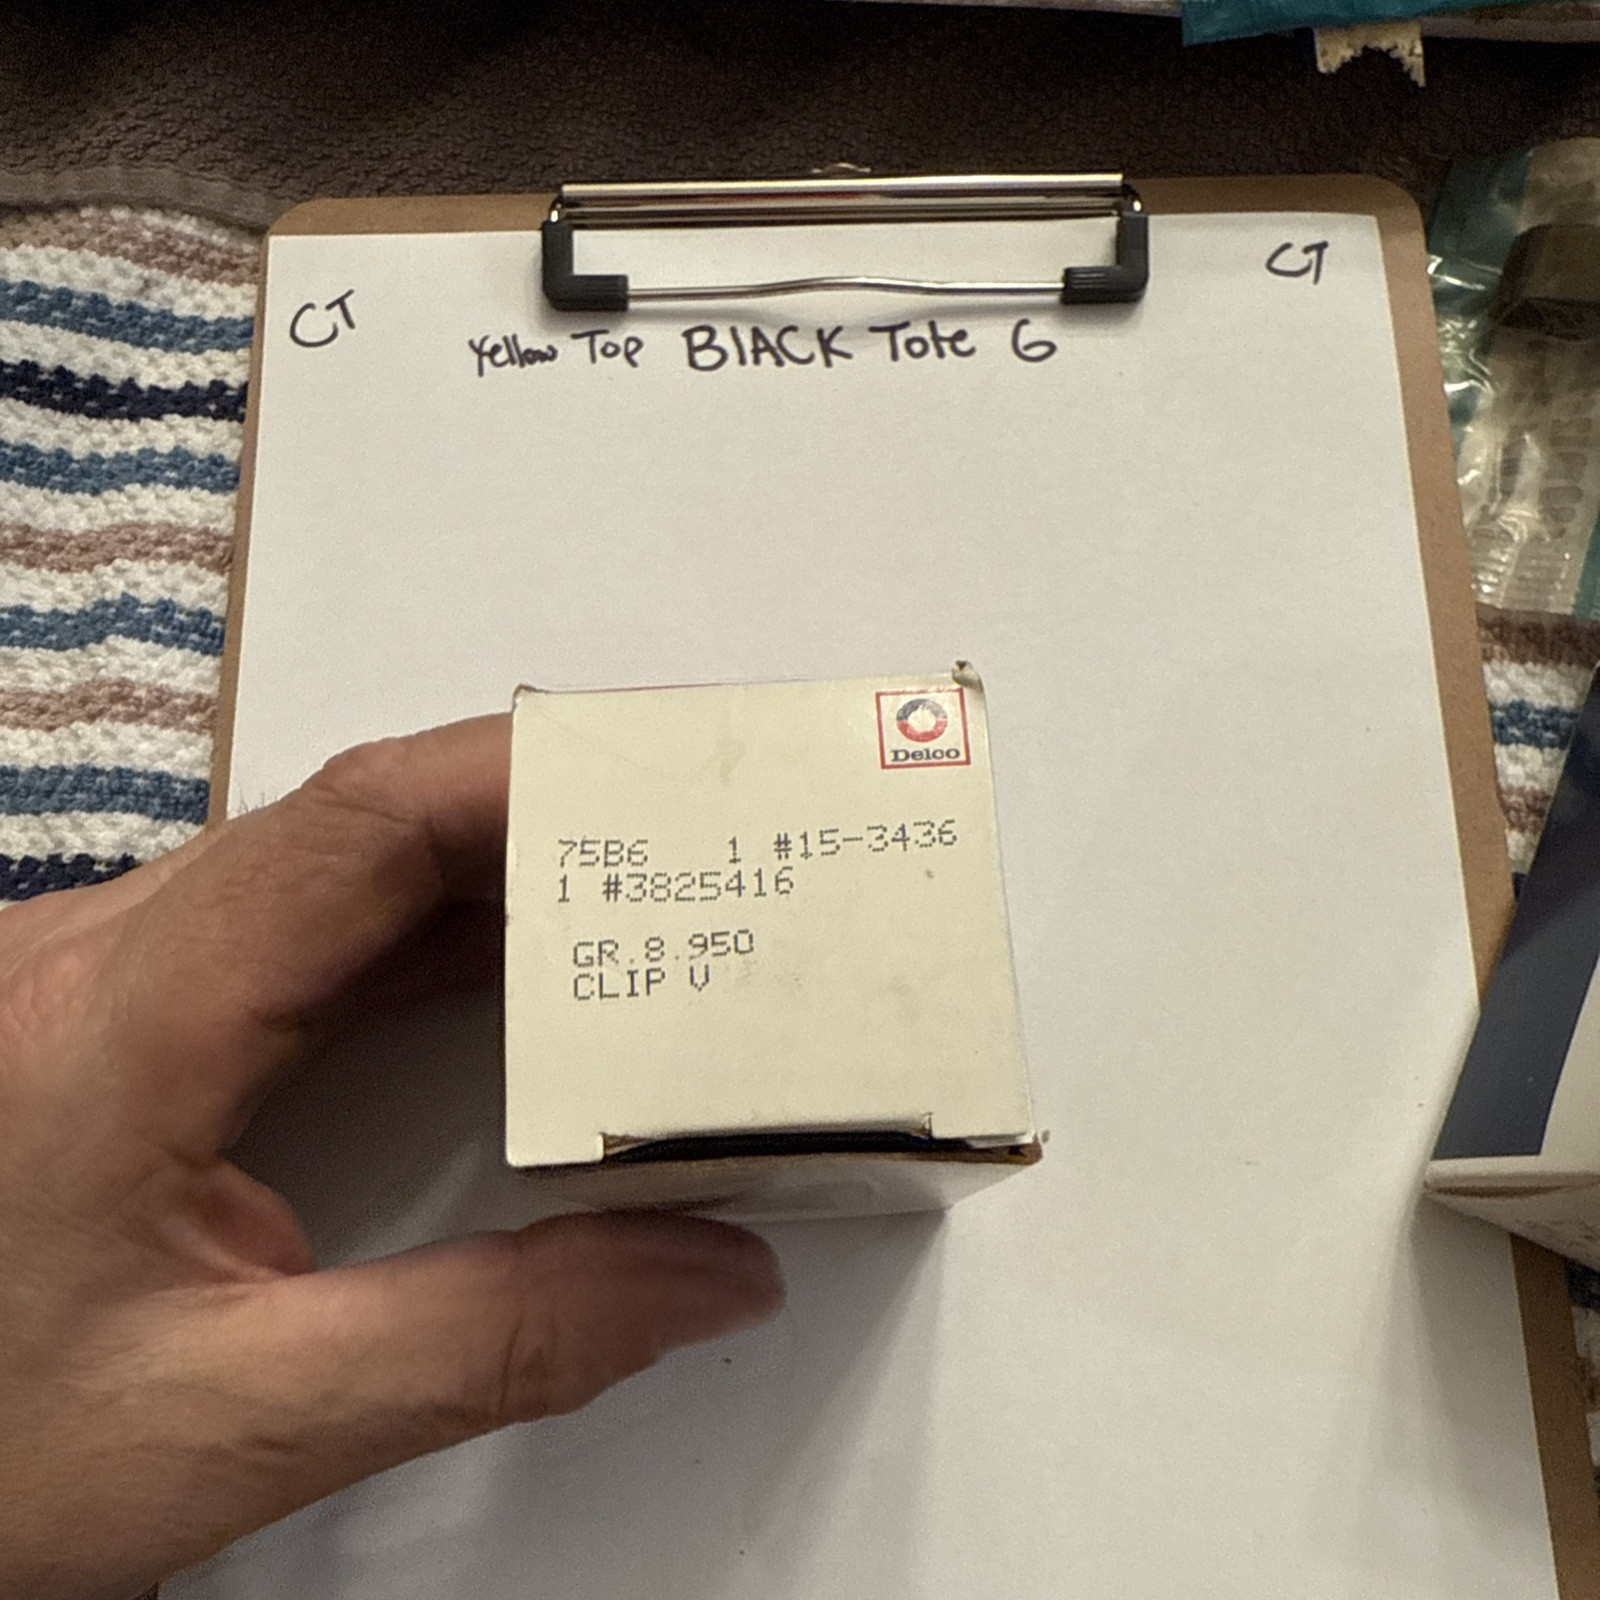 CT
CT
Yellow Top BlACK Tote 6
Delco
75B6 1 #15-3436
1 #3825416
GR.8.950
CLIP V